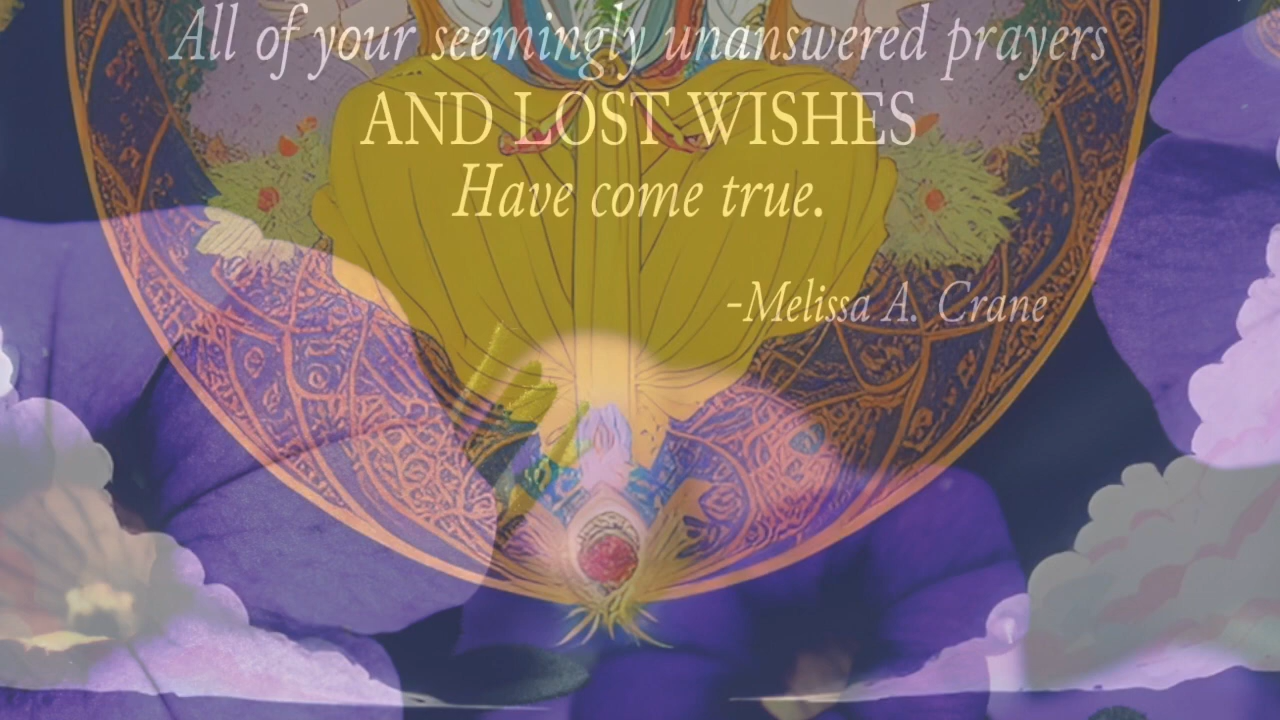 All of your seemingly unanswered prayers
AND LOST WISHES
Have come true.
-Melissa A. Crane